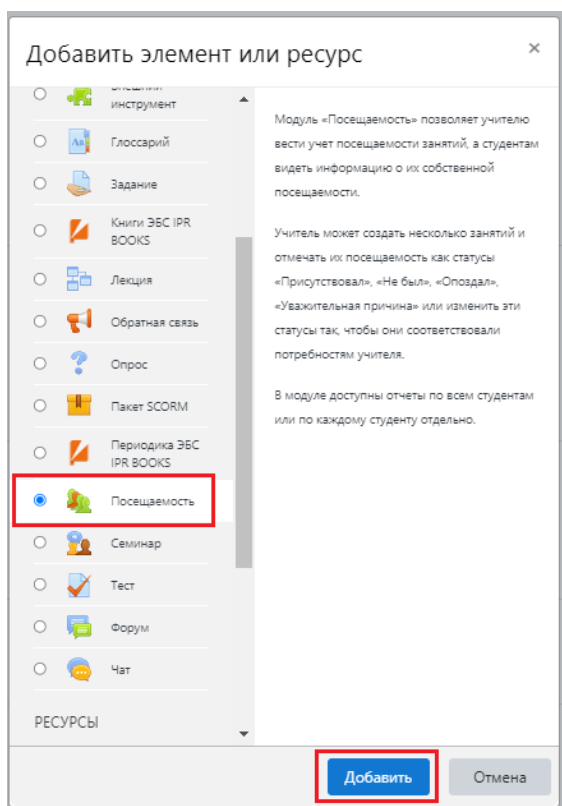 Добавить элемент или ресурс
×
инструмент
Глоссарий
Задание
Книги ЭБС IPR
BOOKS
Лекция
Обратная связь
Опрос
Пакет SCORM
Периодика ЭБС
IPR BOOKS
Посещаемость
Семинар
Тест
Форум
Чат
РЕСУРСЫ
Модуль «Посещаемость» позволяет учителю
вести учет посещаемости занятий, а студентам
видеть информацию о их собственной
посещаемости.
Учитель может создать несколько занятий и
отмечать их посещаемость как статусы
«Присутствовал», «Не был», «Опоздал»,
«Уважительная причина» или изменить эти
статусы так, чтобы они соответствовали
потребностям учителя.
В модуле доступны отчеты по всем студентам
или по каждому студенту отдельно.
Добавить
Отмена